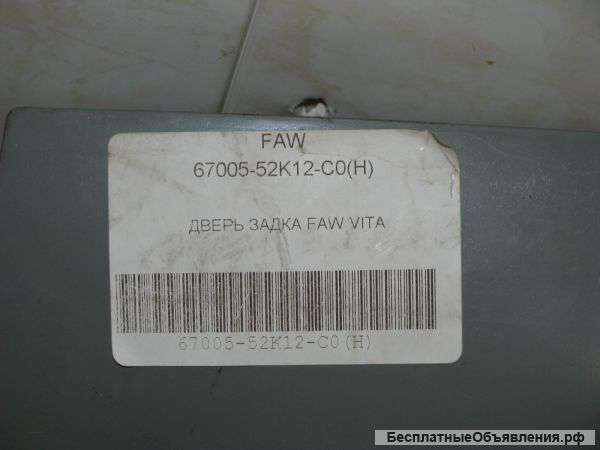 FAW
67005-52K12-C0(H)
ДВЕРЬ ЗАДКА FAW VITA
67005-52K12-C0(H)
БесплатныеОбъявления.рф